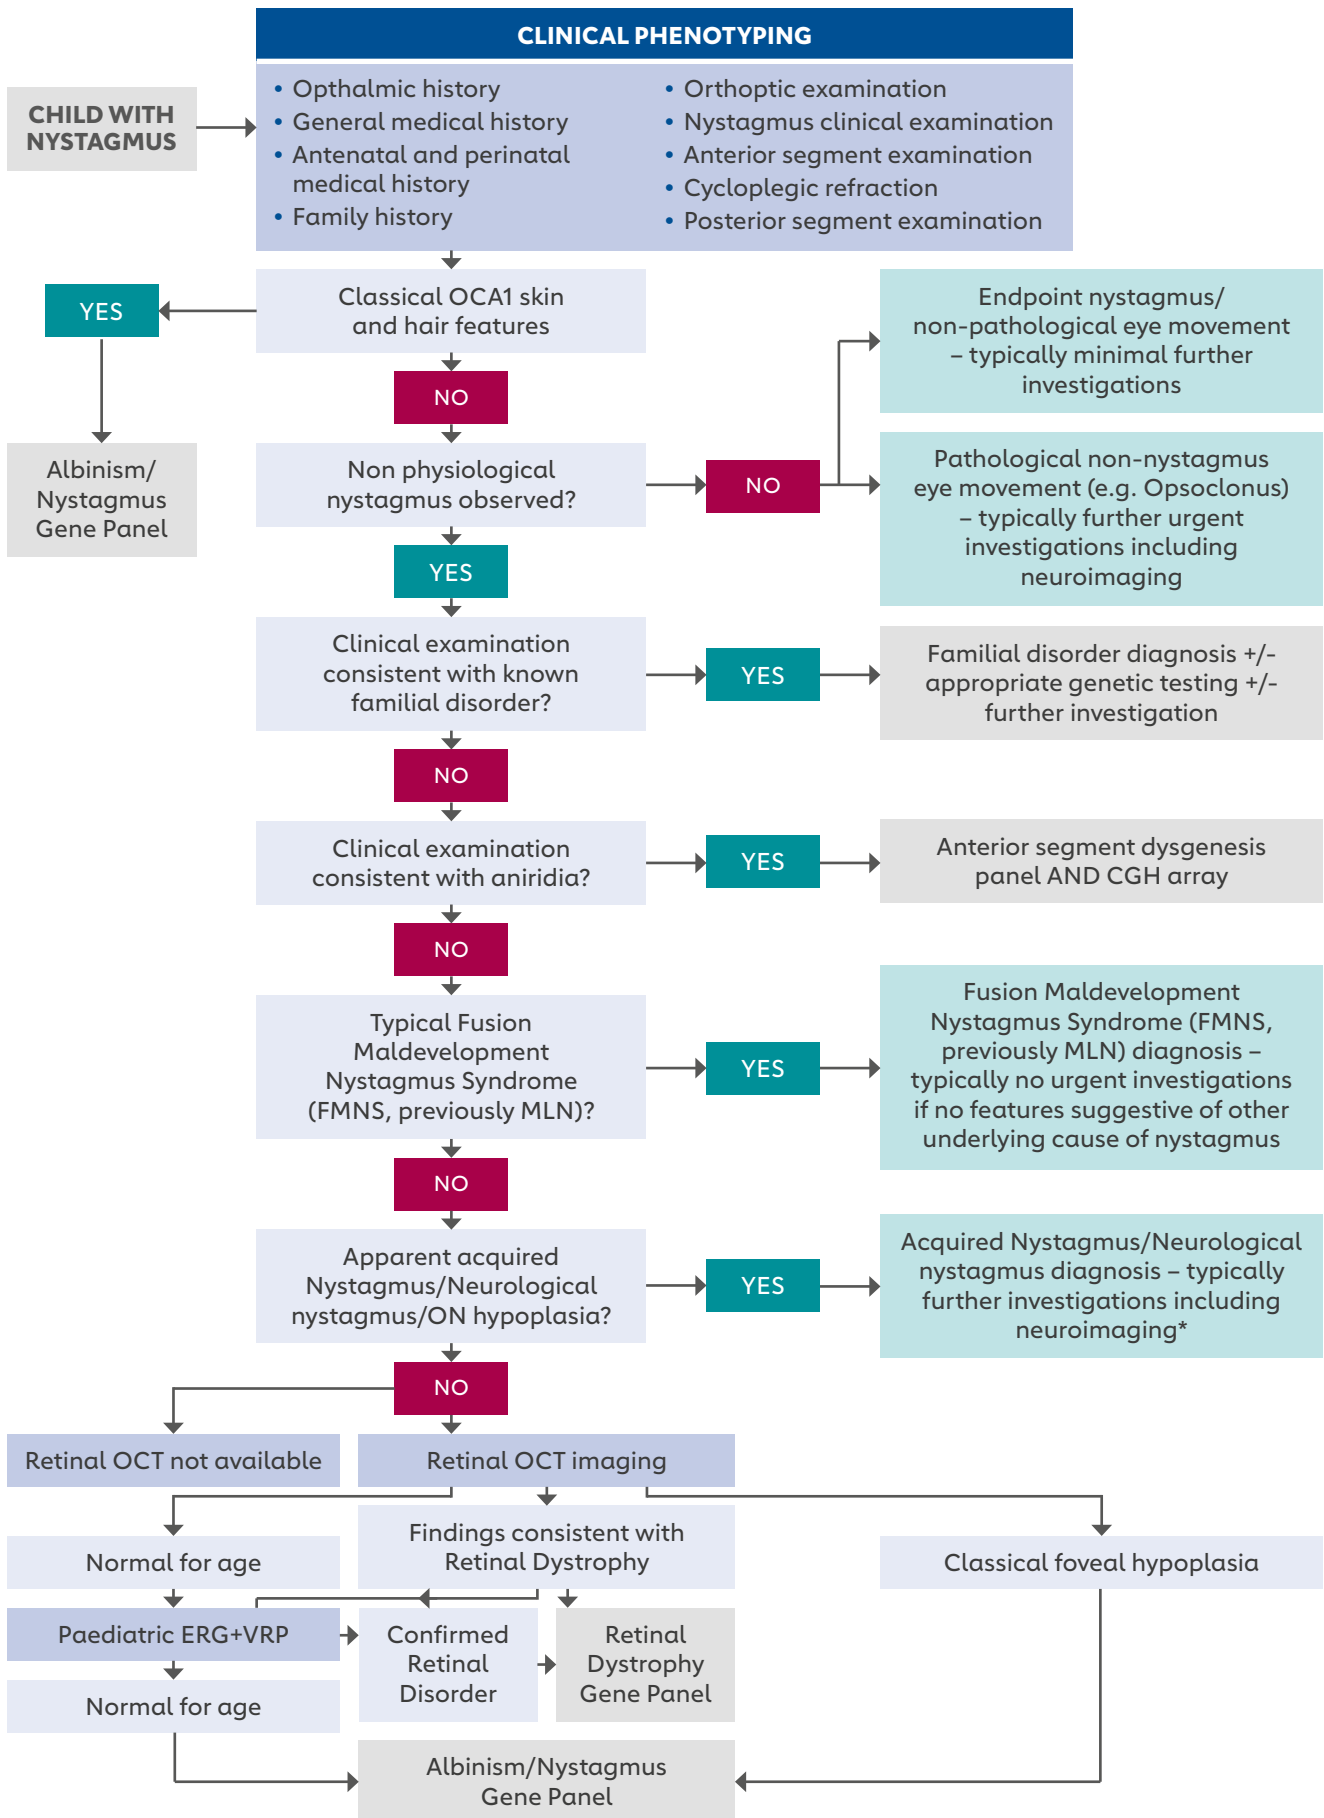 CLINICAL PHENOTYPING
CHILD WITH
NYSTAGMUS
• Opthalmic history
• General medical history
• Antenatal and perinatal
medical history
• Family history
• Orthoptic examination
• Nystagmus clinical examination
• Anterior segment examination
• Cycloplegic refraction
• Posterior segment examination
Classical OCA1 skin
and hair features
YES
Albinism/
Nystagmus
Gene Panel
NO
Non physiological
nystagmus observed?
NO
Endpoint nystagmus/
non-pathological eye movement
– typically minimal further
investigations
Pathological non-nystagmus
eye movement (e.g. Opsoclonus)
– typically further urgent
investigations including
neuroimaging
YES
Clinical examination
consistent with known
familial disorder?
YES
Familial disorder diagnosis +/-
appropriate genetic testing +/-
further investigation
NO
Clinical examination
consistent with aniridia?
YES
Anterior segment dysgenesis
panel AND CGH array
NO
Typical Fusion
Maldevelopment
Nystagmus Syndrome
(FMNS, previously MLN)?
YES
Fusion Maldevelopment
Nystagmus Syndrome (FMNS,
previously MLN) diagnosis –
typically no urgent investigations
if no features suggestive of other
underlying cause of nystagmus
NO
Apparent acquired
Nystagmus/Neurological
nystagmus/ON hypoplasia?
YES
Acquired Nystagmus/Neurological
nystagmus diagnosis – typically
further investigations including
neuroimaging*
NO
Retinal OCT not available
Retinal OCT imaging
Normal for age
Findings consistent with
Retinal Dystrophy
Classical foveal hypoplasia
Paediatric ERG+VRP
Confirmed
Retinal
Disorder
Retinal
Dystrophy
Gene Panel
Normal for age
Albinism/Nystagmus
Gene Panel